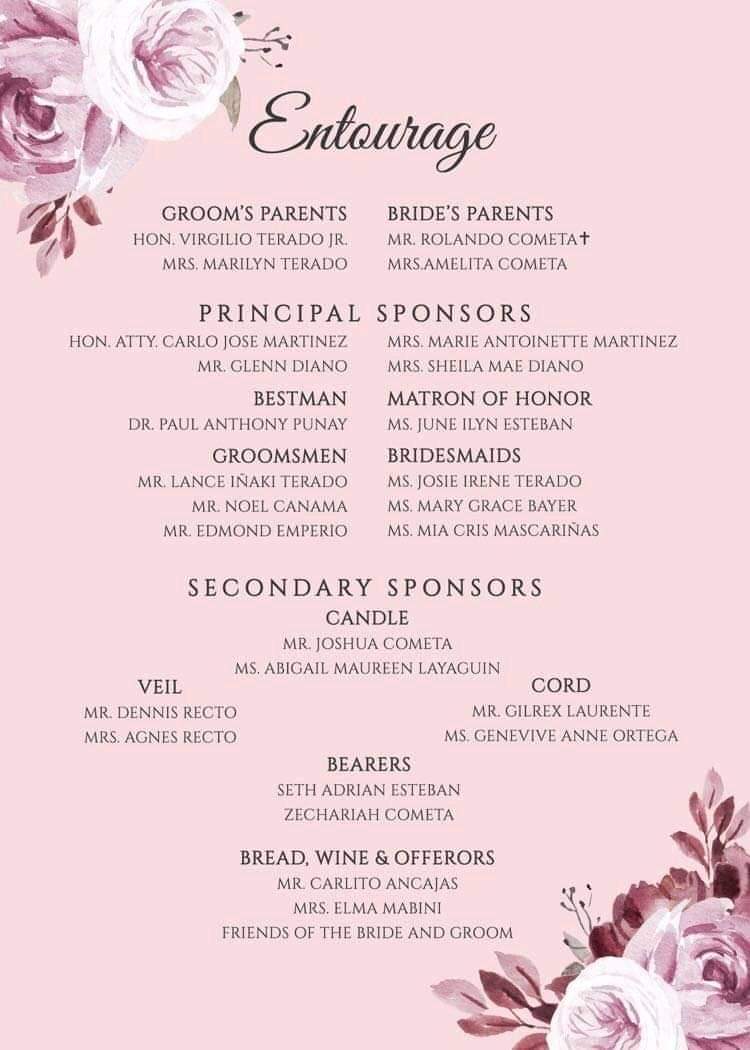 Entourage
GROOM'S PARENTS
HON. VIRGILIO TERADO JR.
MRS. MARILYN TERADO
BRIDE'S PARENTS
MR. ROLANDO COMETA✝
MRS.AMELITA COMETA
PRINCIPAL SPONSORS
HON. ATTY. CARLO JOSE MARTINEZ
MR. GLENN DIANO
MRS. MARIE ANTOINETTE MARTINEZ
MRS. SHEILA MAE DIANO
BESTMAN
DR. PAUL ANTHONY PUNAY
MATRON OF HONOR
MS. JUNE ILYN ESTEBAN
GROOMSMEN
MR. LANCE IÑAKI TERADO
MR. NOEL CANAMA
MR. EDMOND EMPERIO
BRIDESMAIDS
MS. JOSIE IRENE TERADO
MS. MARY GRACE BAYER
MS. MIA CRIS MASCARIÑAS
SECONDARY SPONSORS
CANDLE
MR. JOSHUA COMETA
MS. ABIGAIL MAUREEN LAYAGUIN
VEIL
MR. DENNIS RECTO
MRS. AGNES RECTO
CORD
MR. GILREX LAURENTE
MS. GENEVIVE ANNE ORTEGA
BEARERS
SETH ADRIAN ESTEBAN
ZECHARIAH COMETA
BREAD, WINE & OFFERORS
MR. CARLITO ANCAJAS
MRS. ELMA MABINI
FRIENDS OF THE BRIDE AND GROOM